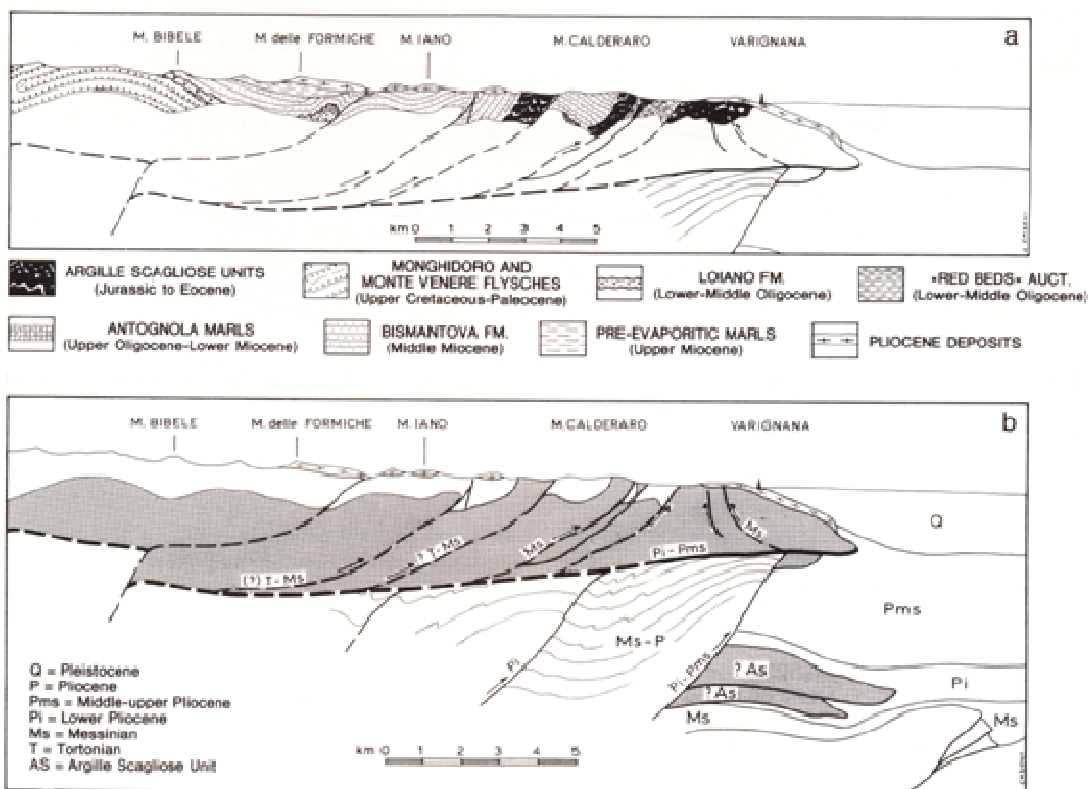 a
M. BIBELE M. delle FORMICHE M. IANO M. CALDERARO VARIGNANA
km 0 1 2 3 4 5
ARGILLE SCAGLIOSE UNITS
(Jurassic to Eocene)
MONGHIDORO AND
MONTE VENERE FLYSCHES
(Upper Cretaceous-Paleocene)
LOIANO FM.
(Lower-Middle Oligocene)
«RED BEDS» AUCT.
(Lower-Middle Oligocene)
ANTOGNOLA MARLS
(Upper Oligocene-Lower Miocene)
BISMANTOVA FM.
(Middle Miocene)
PRE-EVAPORITIC MARLS
(Upper Miocene)
PLIOCENE DEPOSITS
b
M. BIBELE M. delle FORMICHE M. IANO M. CALDERARO VARIGNANA
Q
(?) T-Ms
? T-Ms
Ms
Pi-Pms
Ms
Pms
Ms-P
Pi
Pi-Pms
? As
? As
Pi
Ms
Ms
Q = Pleistocene
P = Pliocene
Pms = Middle-upper Pliocene
Pi = Lower Pliocene
Ms = Messinian
T = Tortonian
AS = Argille Scagliose Unit
km 0 1 2 3 4 5